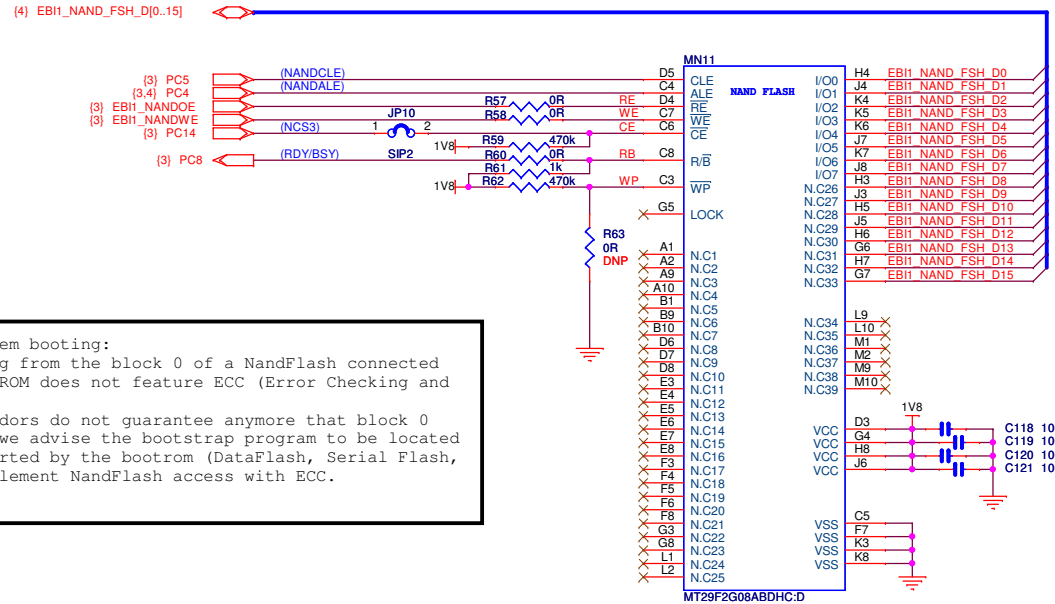 {4} EBI1_NAND_FSH_D[0..15]
{3} PC5
{3,4} PC4
{3} EBI1_NANDOE
{3} EBI1_NANDWE
{3} PC14
{3} PC8
(NANDCLE)
(NANDALE)
(NCS3)
(RDY/BSY)
JP10
1 2
SIP2
R57 0R
R58 0R
1V8 R59 470k
R60 0R
R61 1k
1V8 R62 470k
R63
0R
DNP
RE
WE
CE
RB
WP
MN11
NAND FLASH
D5 CLE
C4 ALE
D4 RE
C7 WE
C6 CE
C8 R/B
C3 WP
G5 LOCK
A1 N.C1
A2 N.C2
A9 N.C3
A10 N.C4
B1 N.C5
B9 N.C6
B10 N.C7
D6 N.C8
D7 N.C9
D8 N.C10
E3 N.C11
E4 N.C12
E5 N.C13
E6 N.C14
E7 N.C15
E8 N.C16
F3 N.C17
F4 N.C18
F5 N.C19
F6 N.C20
F8 N.C21
G3 N.C22
G8 N.C23
L1 N.C24
L2 N.C25
I/O0 H4 EBI1_NAND_FSH_D0
I/O1 J4 EBI1_NAND_FSH_D1
I/O2 K4 EBI1_NAND_FSH_D2
I/O3 K5 EBI1_NAND_FSH_D3
I/O4 K6 EBI1_NAND_FSH_D4
I/O5 J7 EBI1_NAND_FSH_D5
I/O6 K7 EBI1_NAND_FSH_D6
I/O7 J8 EBI1_NAND_FSH_D7
N.C26 H3 EBI1_NAND_FSH_D8
N.C27 J3 EBI1_NAND_FSH_D9
N.C28 H5 EBI1_NAND_FSH_D10
N.C29 J5 EBI1_NAND_FSH_D11
N.C30 H6 EBI1_NAND_FSH_D12
N.C31 G6 EBI1_NAND_FSH_D13
N.C32 H7 EBI1_NAND_FSH_D14
N.C33 G7 EBI1_NAND_FSH_D15
N.C34 L9
N.C35 L10
N.C36 M1
N.C37 M2
N.C38 M9
N.C39 M10
1V8
VCC D3
VCC G4
VCC H8
VCC J6
C118 10
C119 10
C120 10
C121 10
VSS C5
VSS F7
VSS K3
VSS K8
MT29F2G08ABDHC:D
em booting:
g from the block 0 of a NandFlash connected
ROM does not feature ECC (Error Checking and
dors do not guarantee anymore that block 0
we advise the bootstrap program to be located
rted by the bootrom (DataFlash, Serial Flash,
lement NandFlash access with ECC.